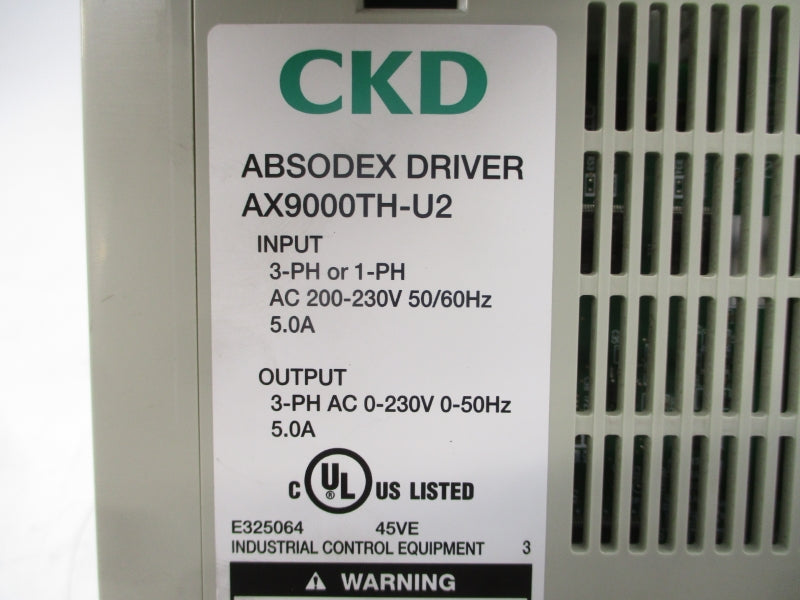 CKD
ABSODEX DRIVER
AX9000TH-U2
INPUT
3-PH or 1-PH
AC 200-230V 50/60Hz
5.0A
OUTPUT
3-PH AC 0-230V 0-50Hz
5.0A
C UL ® US LISTED
E325064 45VE
INDUSTRIAL CONTROL EQUIPMENT 3
WARNING